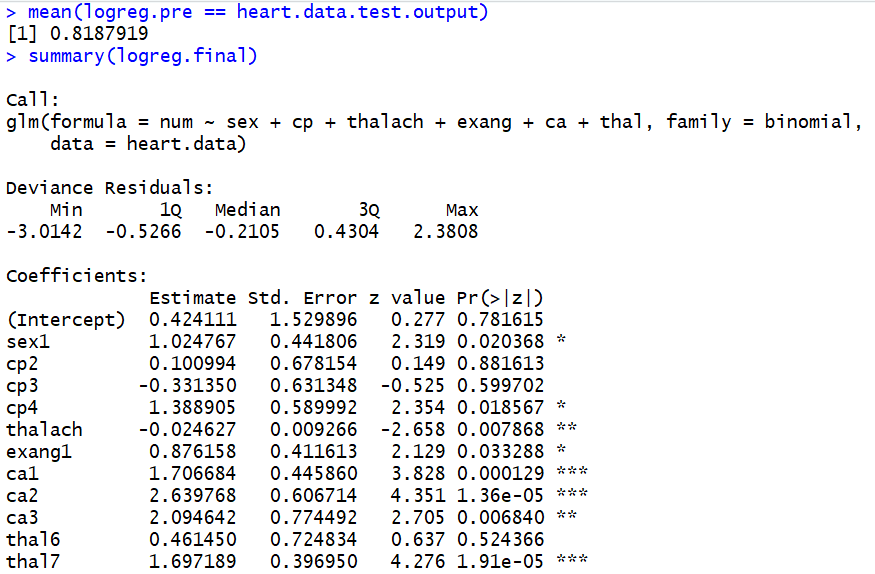 > mean(logreg.pre == heart.data.test.output)
[1] 0.8187919
> summary(logreg.final)
Call:
glm(formula = num ~ sex + cp + thalach + exang + ca + thal, family = binomial,
    data = heart.data)
Deviance Residuals:
    Min       1Q   Median       3Q      Max
-3.0142  -0.5266  -0.2105   0.4304   2.3808
Coefficients:
             Estimate Std. Error z value Pr(>|z|)
(Intercept)  0.424111   1.529896   0.277 0.781615
sex1         1.024767   0.441806   2.319 0.020368 *
cp2          0.100994   0.678154   0.149 0.881613
cp3         -0.331350   0.631348  -0.525 0.599702
cp4          1.388905   0.589992   2.354 0.018567 *
thalach     -0.024627   0.009266  -2.658 0.007868 **
exang1       0.876158   0.411613   2.129 0.033288 *
ca1          1.706684   0.445860   3.828 0.000129 ***
ca2          2.639768   0.606714   4.351 1.36e-05 ***
ca3          2.094642   0.774492   2.705 0.006840 **
thal6        0.461450   0.724834   0.637 0.524366
thal7        1.697189   0.396950   4.276 1.91e-05 ***